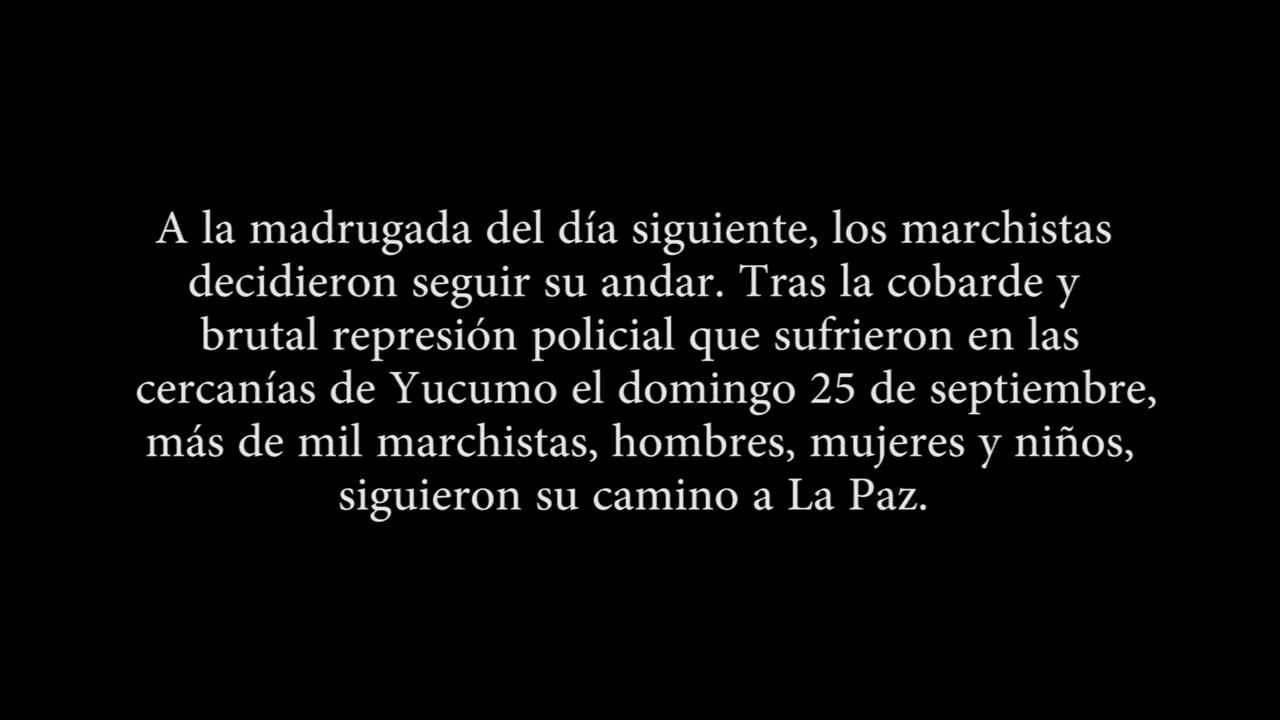 A la madrugada del día siguiente, los marchistas
decidieron seguir su andar. Tras la cobarde y
brutal represión policial que sufrieron en las
cercanías de Yucumo el domingo 25 de septiembre,
más de mil marchistas, hombres, mujeres y niños,
siguieron su camino a La Paz.